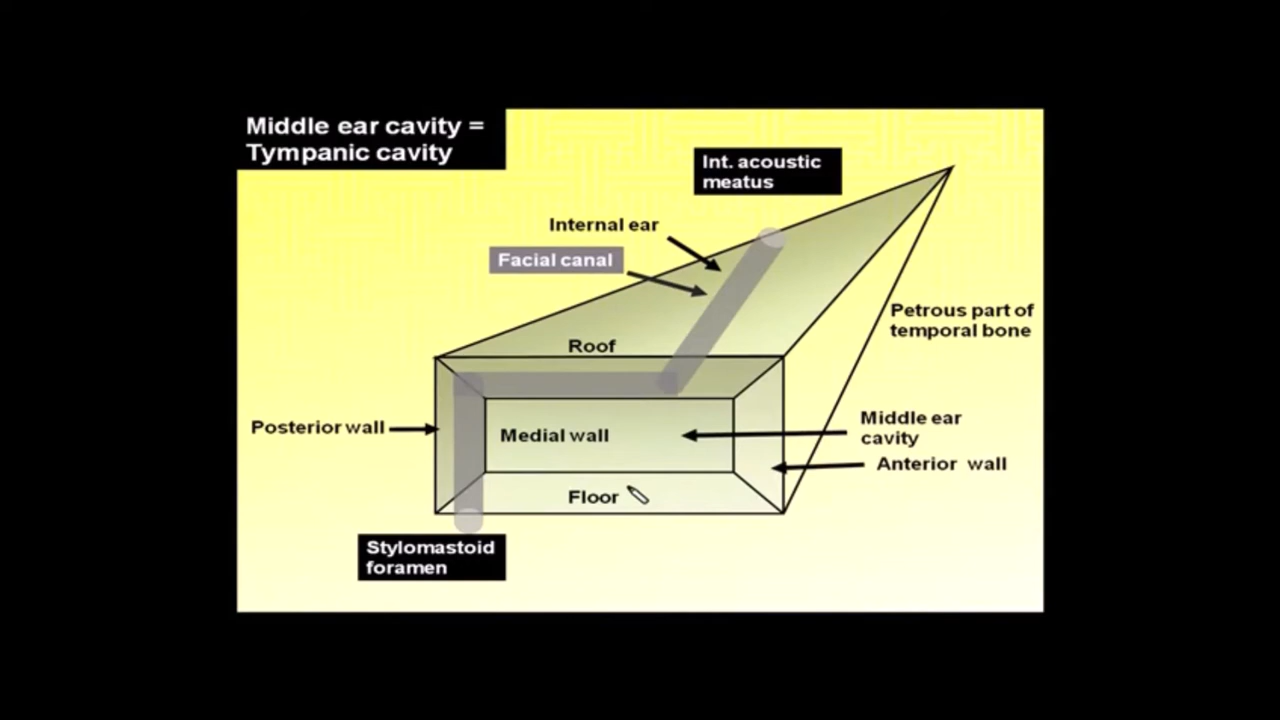 Middle ear cavity =
Tympanic cavity
Int. acoustic
meatus
Internal ear
Facial canal
Petrous part of
temporal bone
Roof
Posterior wall
Medial wall
Middle ear
cavity
Anterior wall
Floor
Stylomastoid
foramen